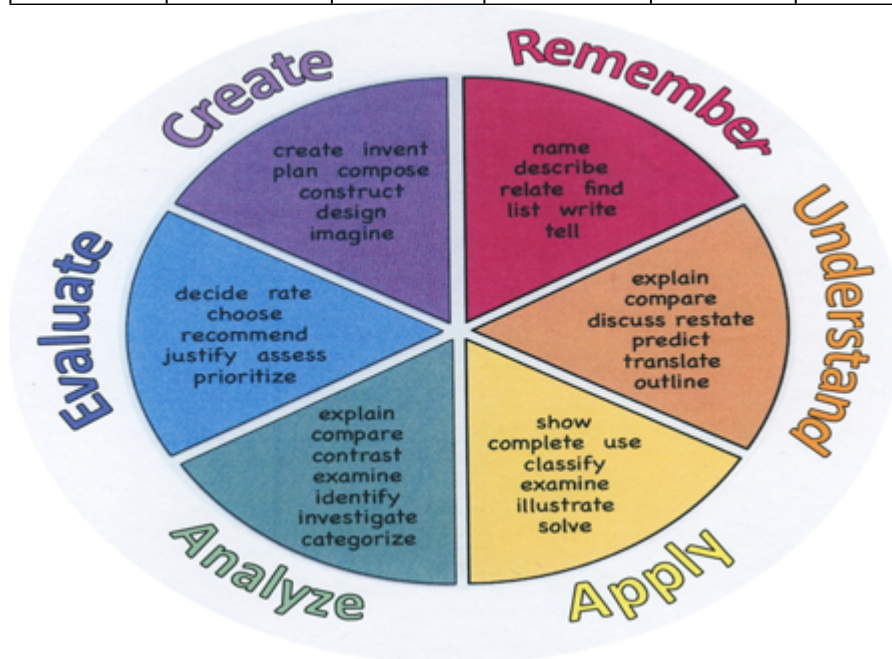 Remember
name
describe
relate find
list write
tell
Understand
explain
compare
discuss restate
predict
translate
outline
Apply
show
complete use
classify
examine
illustrate
solve
Analyze
explain
compare
contrast
examine
identify
investigate
categorize
Evaluate
decide rate
choose
recommend
justify assess
prioritize
Create
create invent
plan compose
construct
design
imagine